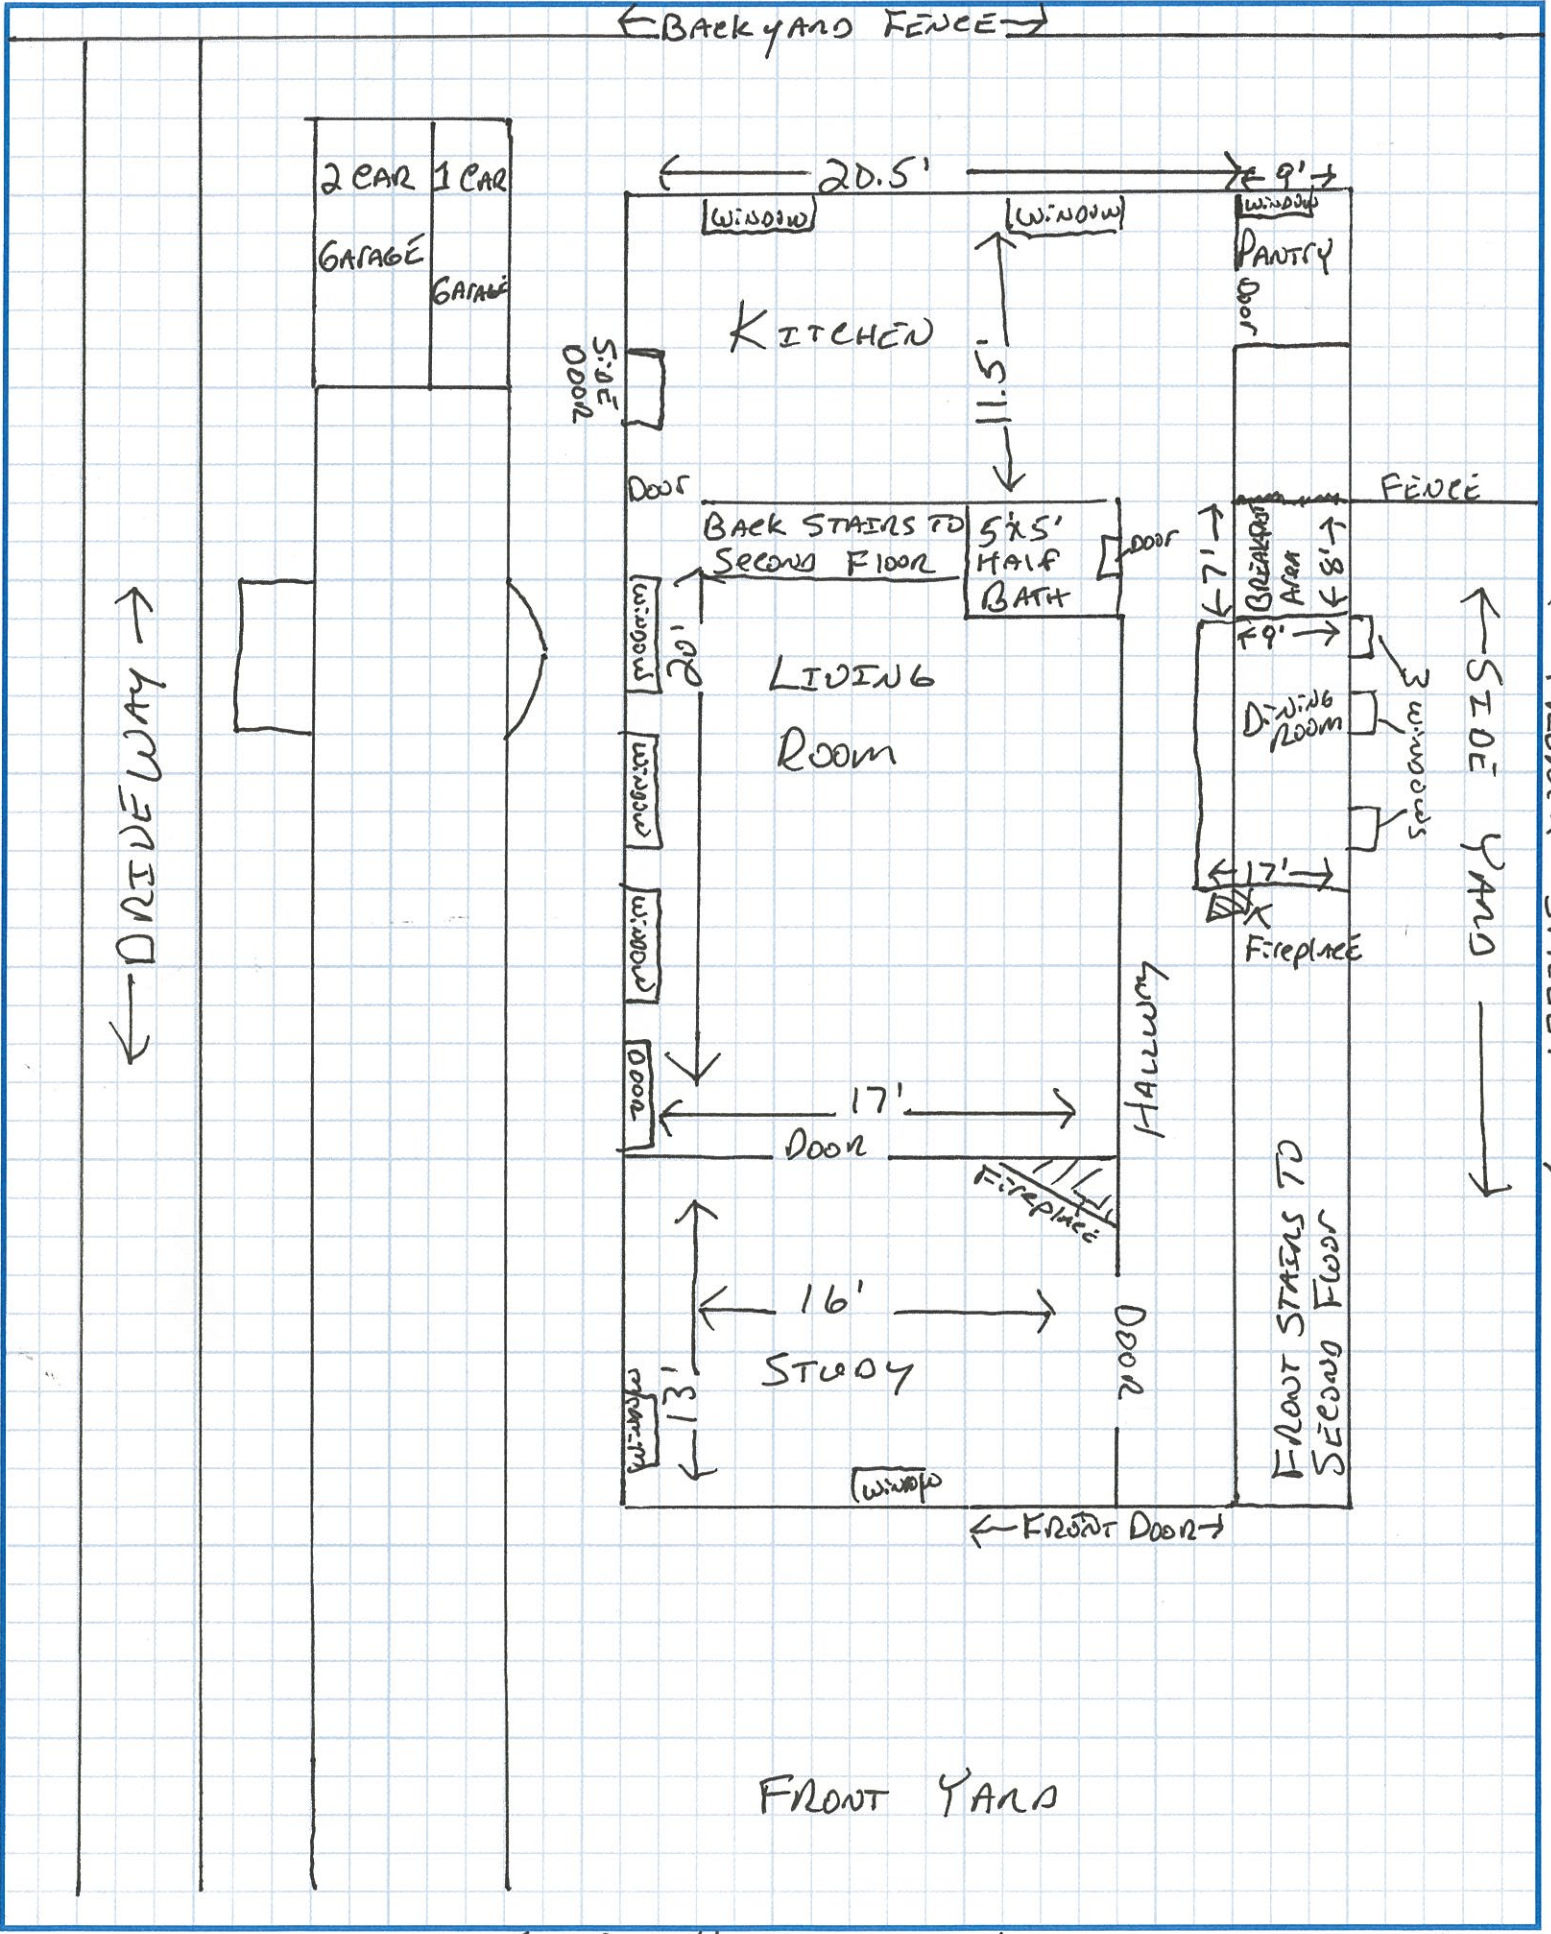 ←BACKYARD FENCE→
2 CAR
GARAGE
1 CAR
GARAGE
20.5'
9'
WINDOW
WINDOW
WINDOW
PANTRY
DOOR
KITCHEN
11.5'
SIDE
DOOR
DOOR
BACK STAIRS TO
SECOND FLOOR
5'X5'
HALF
BATH
DOOR
FENCE
7'
BREAKFAST
AREA
8'
9'
DINING
ROOM
3 WINDOWS
17'
Fireplace
←SIDE YARD→
←DRIVEWAY→
WINDOW
WINDOW
WINDOW
DOOR
20'
LIVING
ROOM
17'
DOOR
HALLWAY
Fireplace
16'
STUDY
13'
DOOR
WINDOW
←FRONT DOOR→
FRONT STAIRS TO
SECOND FLOOR
FRONT YARD